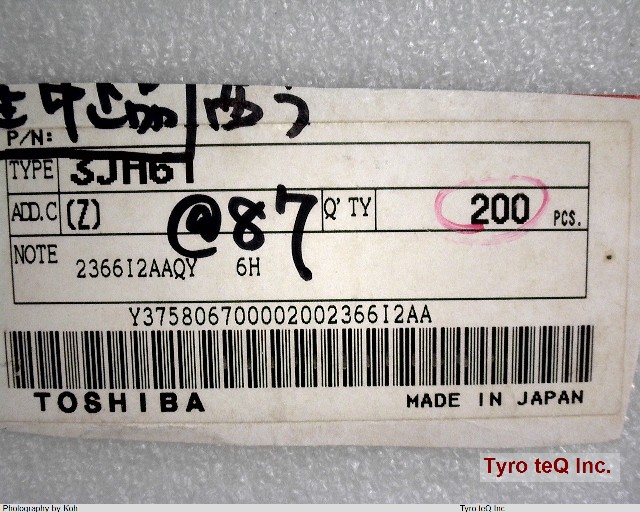 P/N:
TYPE 3JH61
ADD.C (Z) @87 Q'TY 200 PCS.
NOTE
2366I2AAQY 6H
Y375806700002002366I2AA
TOSHIBA MADE IN JAPAN
Tyro teQ Inc.
Photography by Koh Tyro teQ Inc